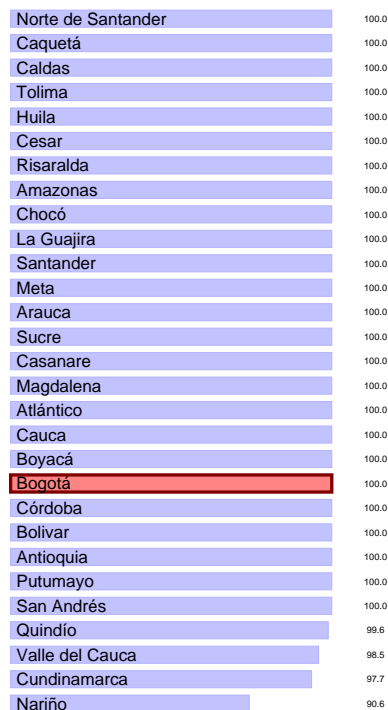 Norte de Santander 100.0
Caquetá 100.0
Caldas 100.0
Tolima 100.0
Huila 100.0
Cesar 100.0
Risaralda 100.0
Amazonas 100.0
Chocó 100.0
La Guajira 100.0
Santander 100.0
Meta 100.0
Arauca 100.0
Sucre 100.0
Casanare 100.0
Magdalena 100.0
Atlántico 100.0
Cauca 100.0
Boyacá 100.0
Bogotá 100.0
Córdoba 100.0
Bolivar 100.0
Antioquia 100.0
Putumayo 100.0
San Andrés 100.0
Quindío 99.6
Valle del Cauca 98.5
Cundinamarca 97.7
Nariño 90.6